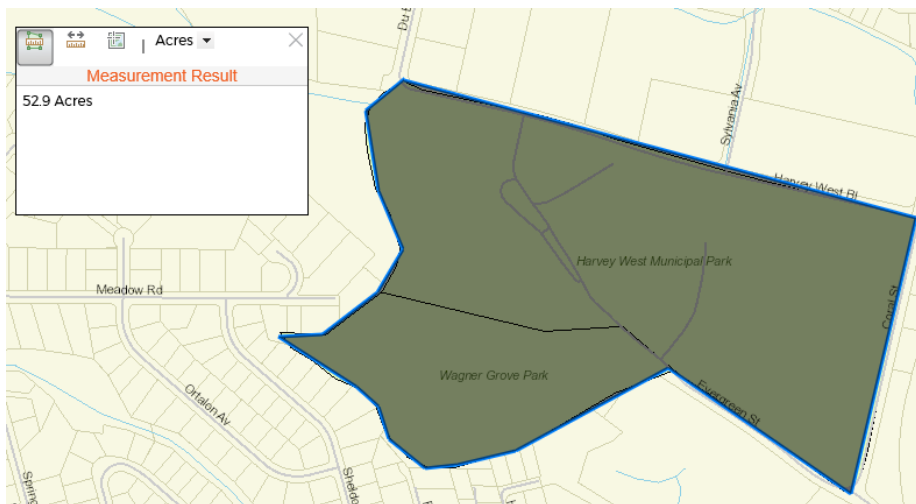 Acres
Measurement Result
52.9 Acres
Sylvania Av
Harvey West Bl
Harvey West Municipal Park
Coral St
Meadow Rd
Wagner Grove Park
Evergreen St
Ortalon Av